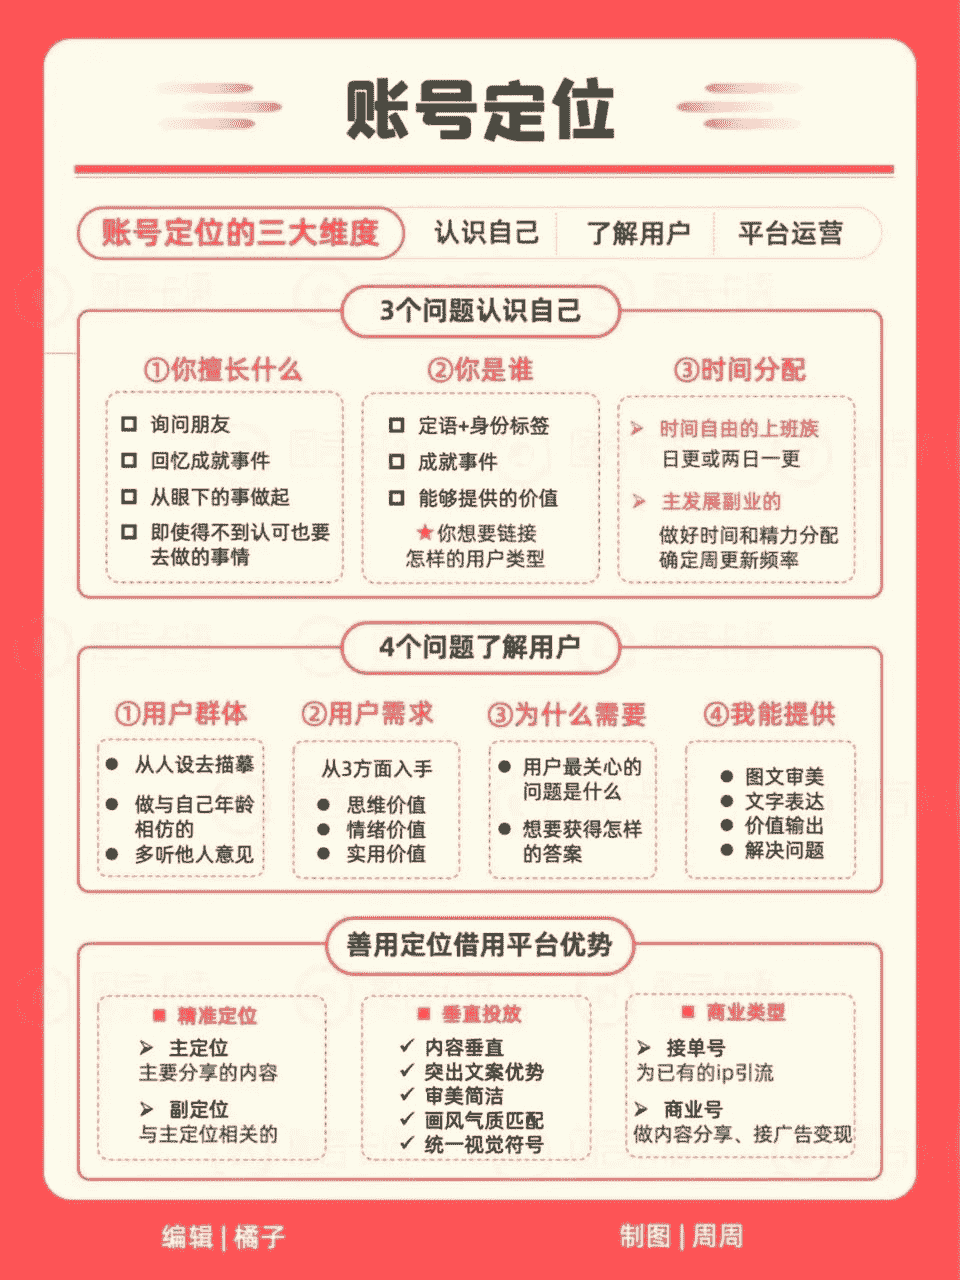 账号定位
账号定位的三大维度 认识自己 了解用户 平台运营
3个问题认识自己
①你擅长什么
询问朋友
回忆成就事件
从眼下的事做起
即使得不到认可也要
去做的事情
②你是谁
定语+身份标签
成就事件
能够提供的价值
★你想要链接
怎样的用户类型
③时间分配
➢ 时间自由的上班族
日更或两日一更
➢ 主发展副业的
做好时间和精力分配
确定周更新频率
4个问题了解用户
①用户群体
● 从人设去描摹
● 做与自己年龄
相仿的
● 多听他人意见
②用户需求
从3方面入手
● 思维价值
● 情绪价值
● 实用价值
③为什么需要
● 用户最关心的
问题是什么
● 想要获得怎样
的答案
④我能提供
● 图文审美
● 文字表达
● 价值输出
● 解决问题
善用定位借用平台优势
■ 精准定位
➢ 主定位
主要分享的内容
➢ 副定位
与主定位相关的
■ 垂直投放
✓ 内容垂直
✓ 突出文案优势
✓ 审美简洁
✓ 画风气质匹配
✓ 统一视觉符号
■ 商业类型
➢ 接单号
为已有的ip引流
➢ 商业号
做内容分享、接广告变现
编辑 | 橘子
制图 | 周周